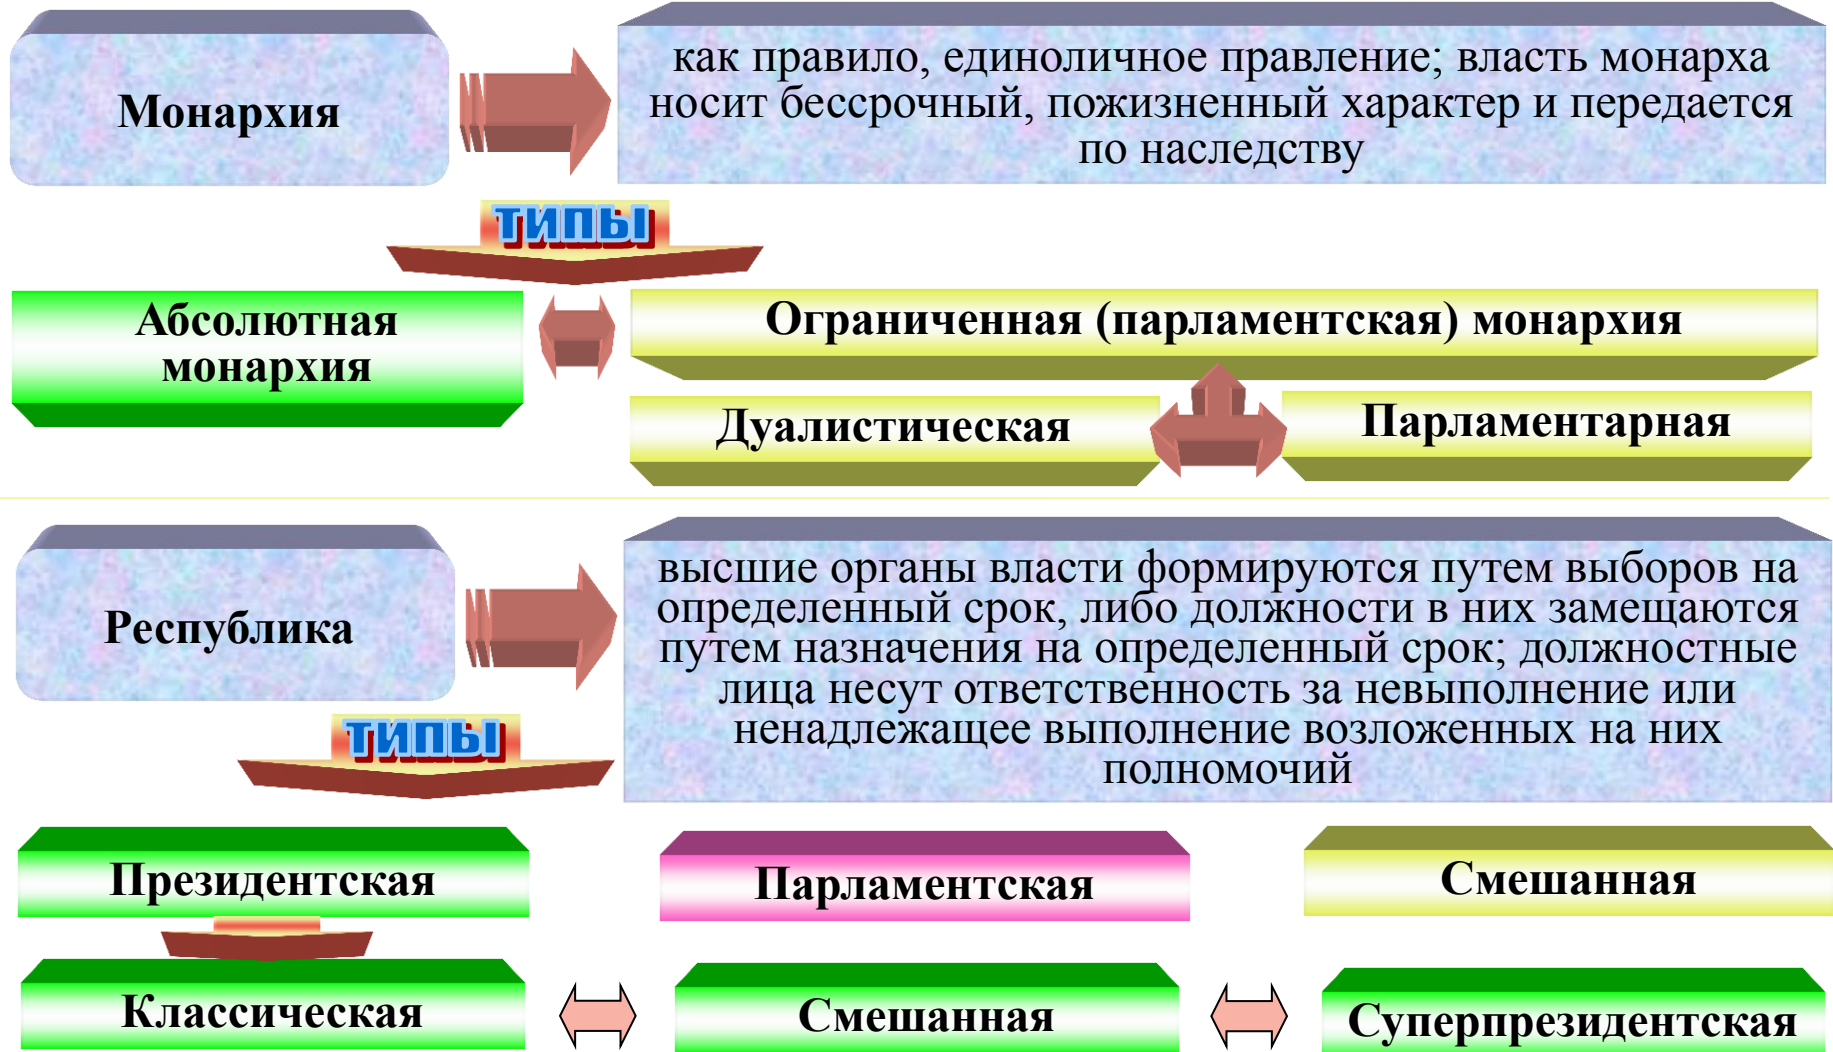 Монархия
как правило, единоличное правление; власть монарха
носит бессрочный, пожизненный характер и передается
по наследству
типы
Абсолютная
монархия
Ограниченная (парламентская) монархия
Дуалистическая
Парламентарная
Республика
высшие органы власти формируются путем выборов на
определенный срок, либо должности в них замещаются
путем назначения на определенный срок; должностные
лица несут ответственность за невыполнение или
ненадлежащее выполнение возложенных на них
полномочий
типы
Президентская
Парламентская
Смешанная
Классическая
Смешанная
Суперпрезидентская